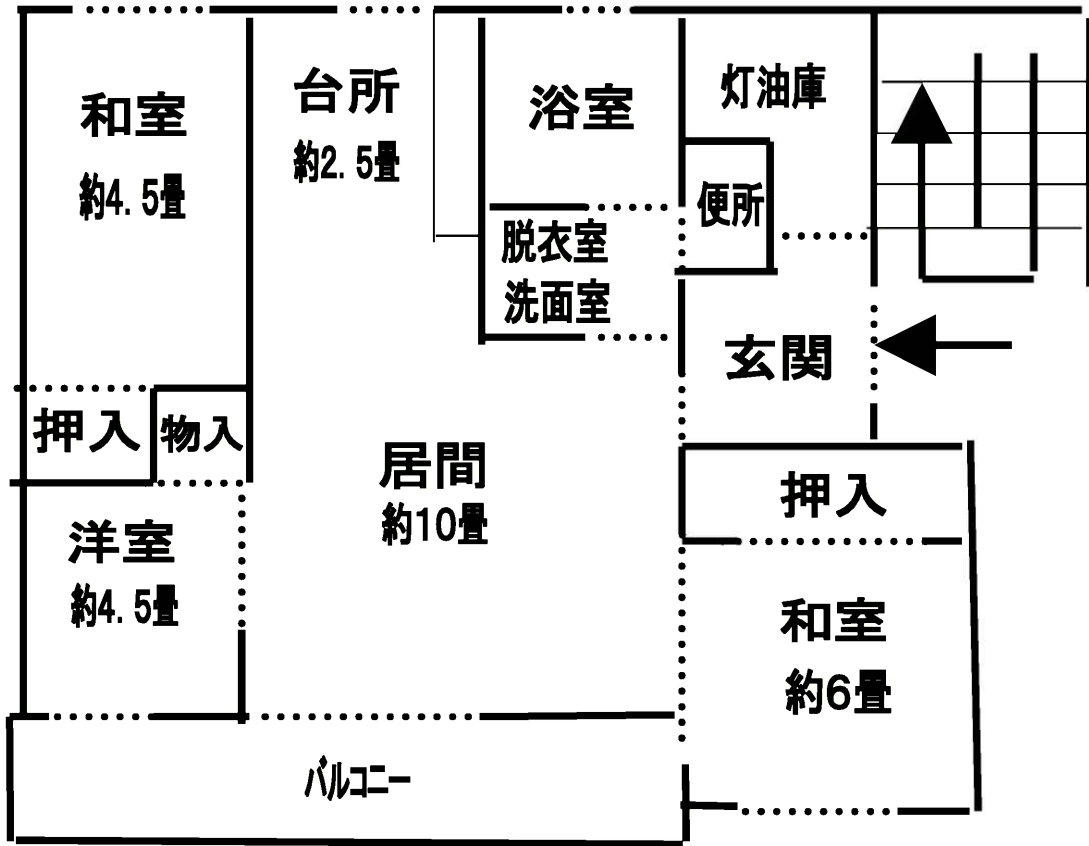 和室
約4.5畳
台所
約2.5畳
浴室
灯油庫
便所
脱衣室
洗面室
玄関
押入
物入
居間
約10畳
押入
洋室
約4.5畳
和室
約6畳
バルコニー